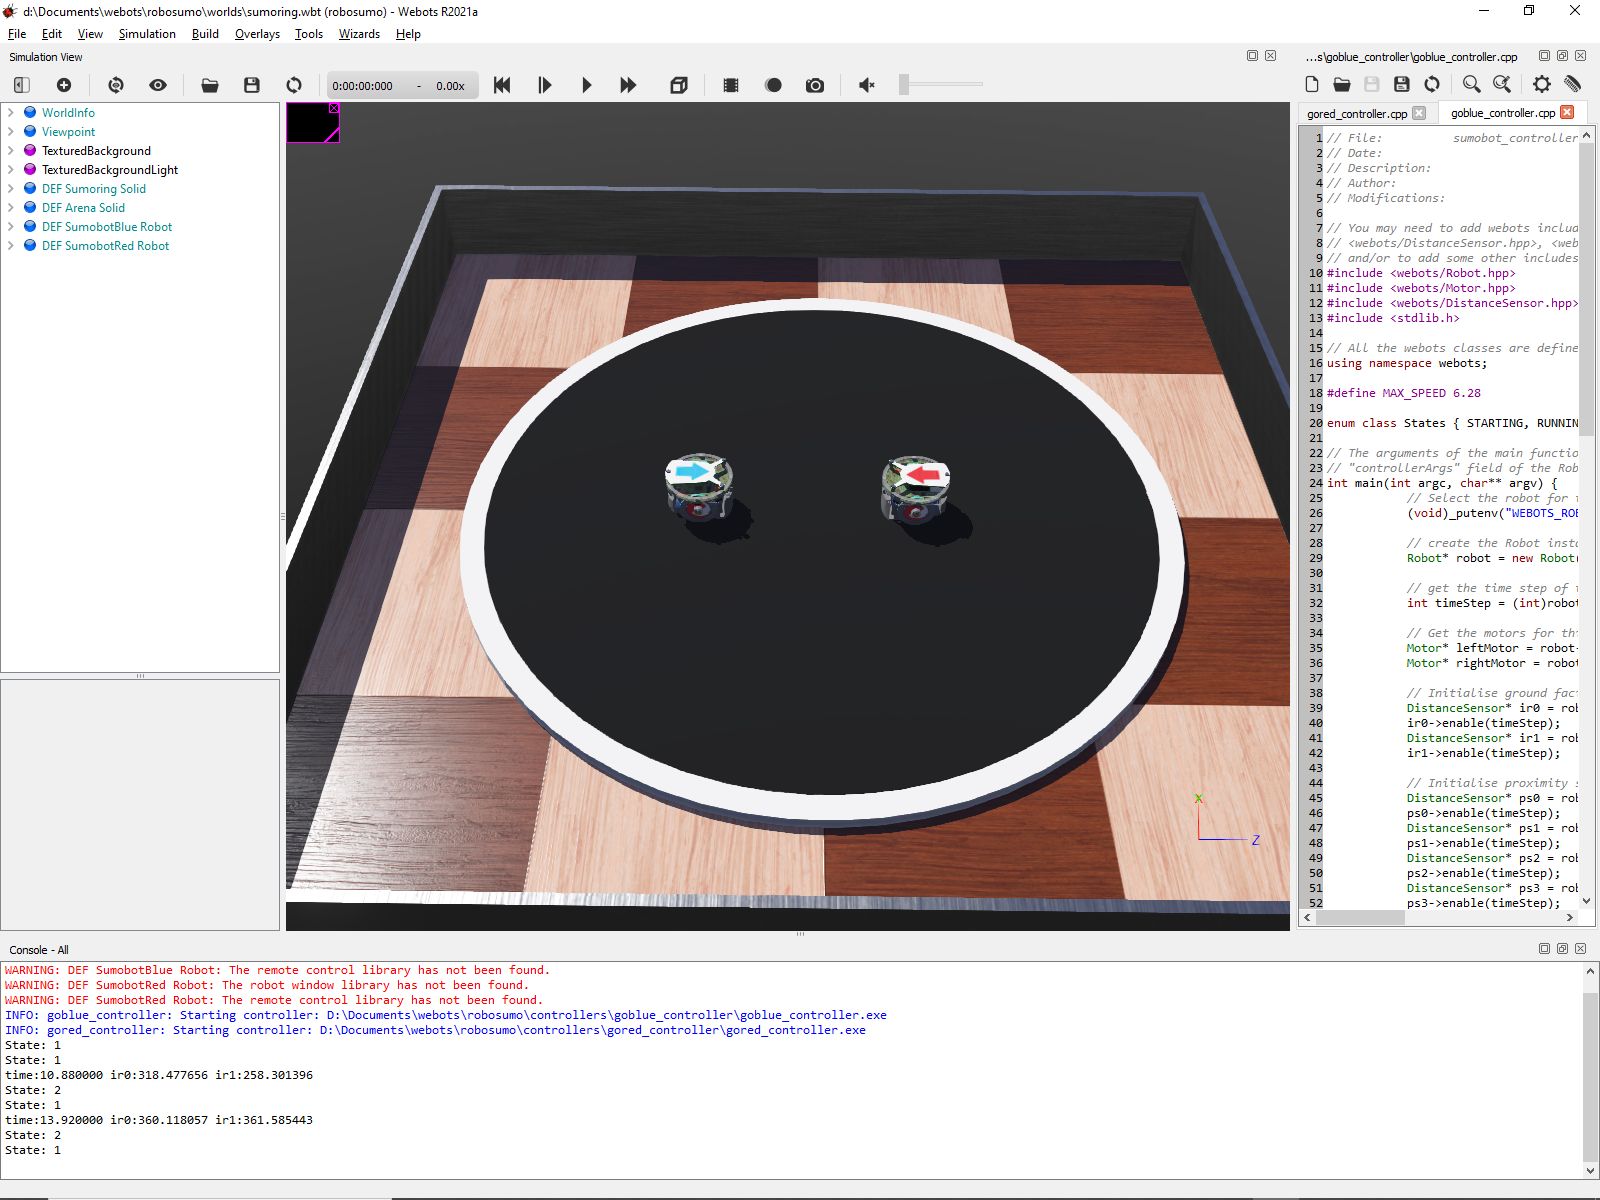 d:\Documents\webots\robosumo\worlds\sumoring.wbt (robosumo) - Webots R2021a
File Edit View Simulation Build Overlays Tools Wizards Help
Simulation View
0:00:00:000 - 0.00x
WorldInfo
Viewpoint
TexturedBackground
TexturedBackgroundLight
DEF Sumoring Solid
DEF Arena Solid
DEF SumobotBlue Robot
DEF SumobotRed Robot
X
Z
...s\goblue_controller\goblue_controller.cpp
gored_controller.cpp goblue_controller.cpp
1 // File: sumobot_controller
2 // Date:
3 // Description:
4 // Author:
5 // Modifications:
6
7 // You may need to add webots inclu
8 // <webots/DistanceSensor.hpp>, <web
9 // and/or to add some other includes
10 #include <webots/Robot.hpp>
11 #include <webots/Motor.hpp>
12 #include <webots/DistanceSensor.hpp>
13 #include <stdlib.h>
14
15 // All the webots classes are define
16 using namespace webots;
17
18 #define MAX_SPEED 6.28
19
20 enum class States { STARTING, RUNNIN
21
22 // The arguments of the main functio
23 // "controllerArgs" field of the Rob
24 int main(int argc, char** argv) {
25 // Select the robot for
26 (void)_putenv("WEBOTS_ROB
27
28 // create the Robot inst
29 Robot* robot = new Robot(
30
31 // get the time step of
32 int timeStep = (int)robot
33
34 // Get the motors for th
35 Motor* leftMotor = robot-
36 Motor* rightMotor = robot
37
38 // Initialise ground fac
39 DistanceSensor* ir0 = rob
40 ir0->enable(timeStep);
41 DistanceSensor* ir1 = rob
42 ir1->enable(timeStep);
43
44 // Initialise proximity s
45 DistanceSensor* ps0 = rob
46 ps0->enable(timeStep);
47 DistanceSensor* ps1 = rob
48 ps1->enable(timeStep);
49 DistanceSensor* ps2 = rob
50 ps2->enable(timeStep);
51 DistanceSensor* ps3 = rob
52 ps3->enable(timeStep);
Console - All
WARNING: DEF SumobotBlue Robot: The remote control library has not been found.
WARNING: DEF SumobotRed Robot: The robot window library has not been found.
WARNING: DEF SumobotRed Robot: The remote control library has not been found.
INFO: goblue_controller: Starting controller: D:\Documents\webots\robosumo\controllers\goblue_controller\goblue_controller.exe
INFO: gored_controller: Starting controller: D:\Documents\webots\robosumo\controllers\gored_controller\gored_controller.exe
State: 1
State: 1
time:10.880000 ir0:318.477656 ir1:258.301396
State: 2
State: 1
time:13.920000 ir0:360.118057 ir1:361.585443
State: 2
State: 1